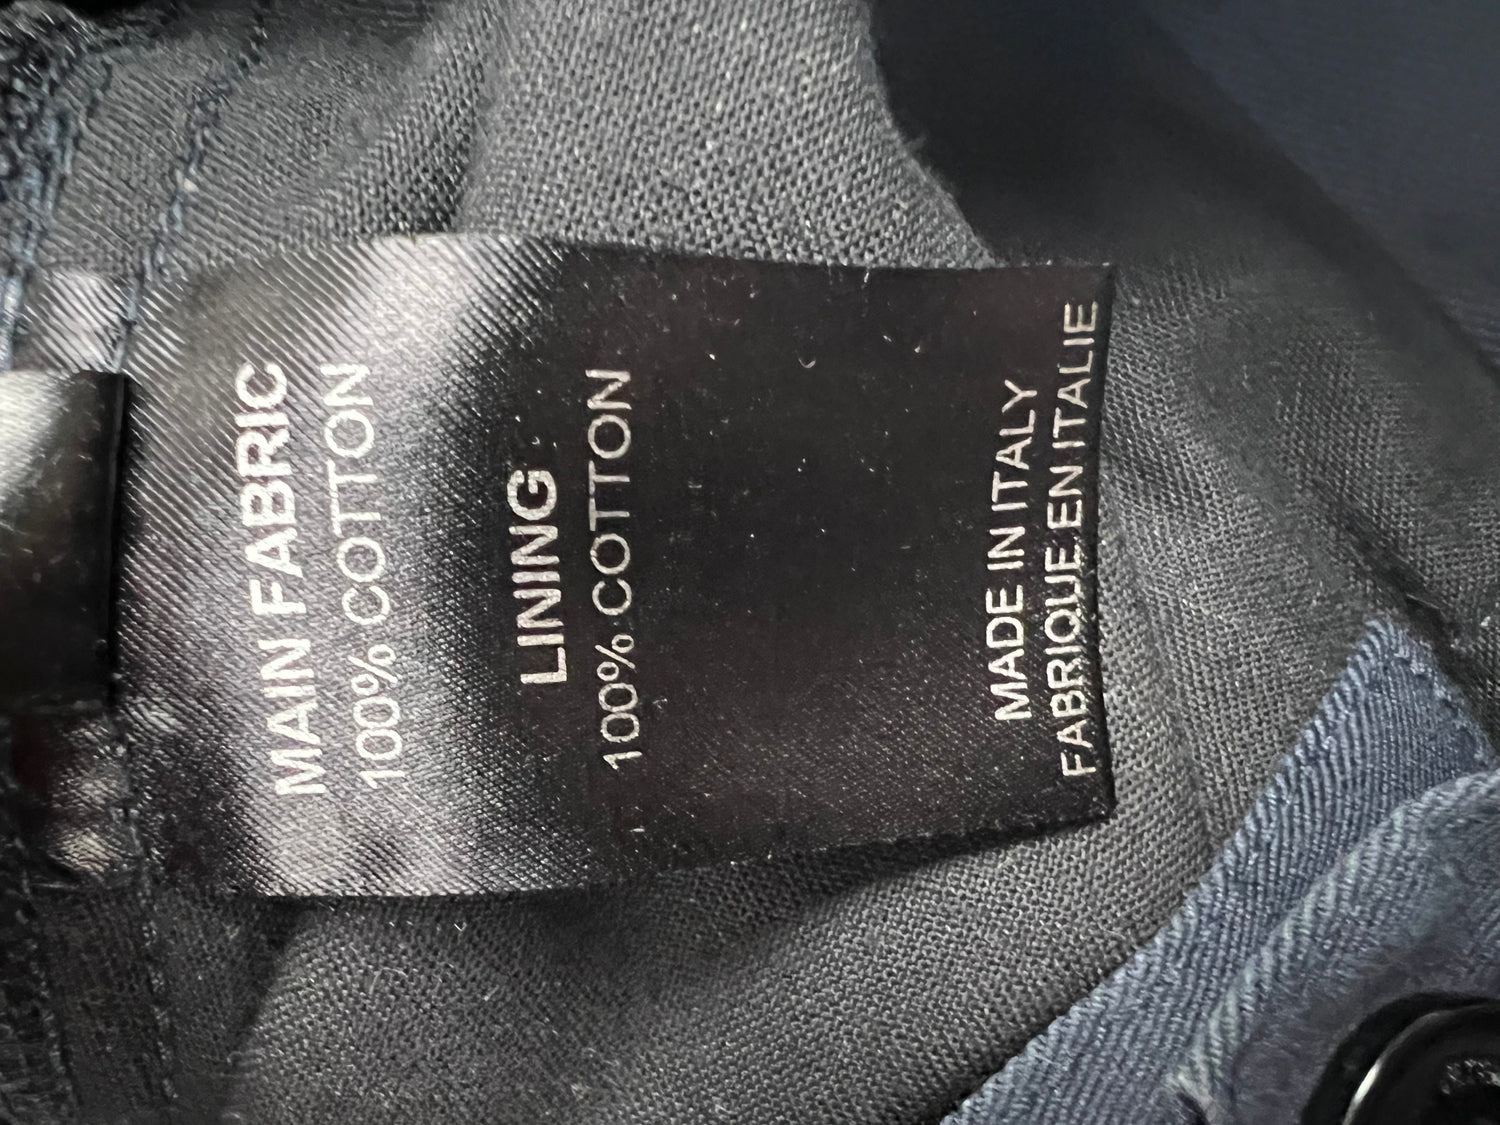 MAIN FABRIC
100% COTTON
LINING
100% COTTON
MADE IN ITALY
FABRIQUE EN ITALIE